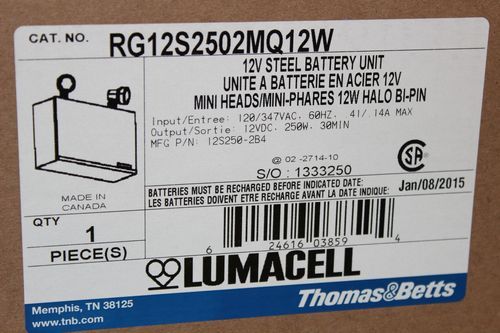 CAT. NO. RG12S2502MQ12W
12V STEEL BATTERY UNIT
UNITE A BATTERIE EN ACIER 12V
MINI HEADS/MINI-PHARES 12W HALO BI-PIN
Input/Entree: 120/347VAC, 60HZ, .41/.14A MAX
Output/Sortie: 12VDC, 250W, 30MIN
MFG P/N: 12S250-2B4
@ 02-2714-10
S/O : 1333250
MADE IN
CANADA
BATTERIES MUST BE RECHARGED BEFORE INDICATED DATE:
LES BATTERIES DOIVENT ETRE RECHARGE AVANT LA DATE INDIQUEE:
Jan/08/2015
SA
QTY
1
PIECE(S)
6 24616 03859 4
LUMACELL
Thomas&Betts
Memphis, TN 38125
www.tnb.com